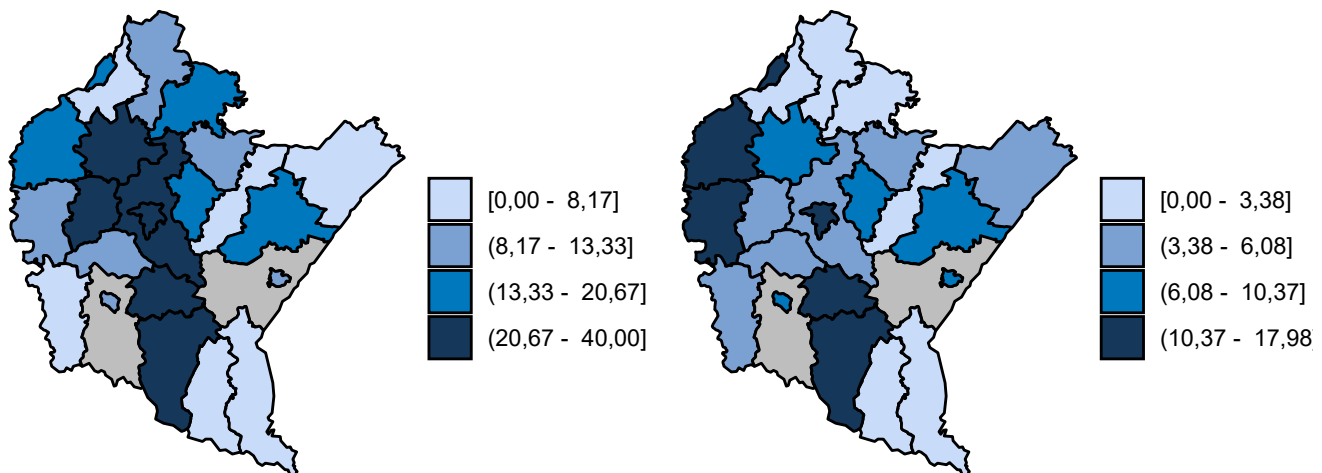 [0,00 - 8,17]
(8,17 - 13,33]
(13,33 - 20,67]
(20,67 - 40,00]
[0,00 - 3,38]
(3,38 - 6,08]
(6,08 - 10,37]
(10,37 - 17,98]